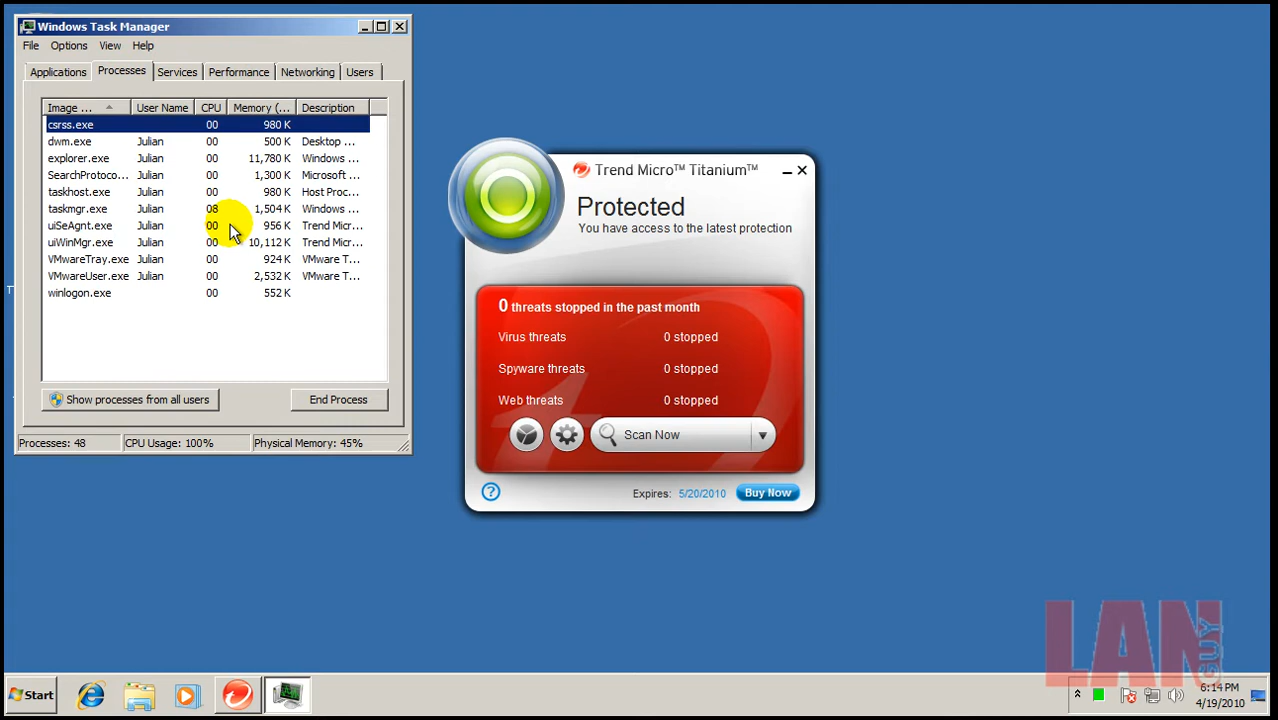 Windows Task Manager
File Options View Help
Applications Processes Services Performance Networking Users
Image ... User Name CPU Memory (... Description
csrss.exe 00 980 K
dwm.exe Julian 00 500 K Desktop ...
explorer.exe Julian 00 11,780 K Windows ...
SearchProtoco... Julian 00 1,300 K Microsoft ...
taskhost.exe Julian 00 980 K Host Proc...
taskmgr.exe Julian 08 1,504 K Windows ...
uiSeAgnt.exe Julian 00 956 K Trend Micr...
uiWinMgr.exe Julian 00 10,112 K Trend Micr...
VMwareTray.exe Julian 00 924 K VMware T...
VMwareUser.exe Julian 00 2,532 K VMware T...
winlogon.exe 00 552 K
Show processes from all users End Process
Processes: 48 CPU Usage: 100% Physical Memory: 45%
Trend Micro™ Titanium™
Protected
You have access to the latest protection
0 threats stopped in the past month
Virus threats 0 stopped
Spyware threats 0 stopped
Web threats 0 stopped
Scan Now
? Expires: 5/20/2010 Buy Now
LAN GUY
Start
6:14 PM
4/19/2010